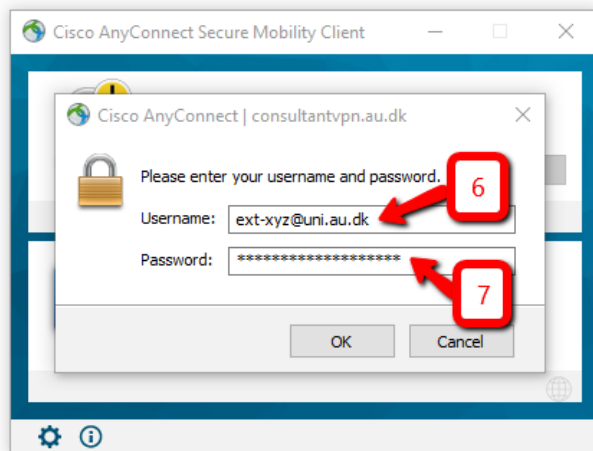 Cisco AnyConnect Secure Mobility Client
Cisco AnyConnect | consultantvpn.au.dk
Please enter your username and password.
6
Username: ext-xyz@uni.au.dk
Password: *******************
7
OK Cancel